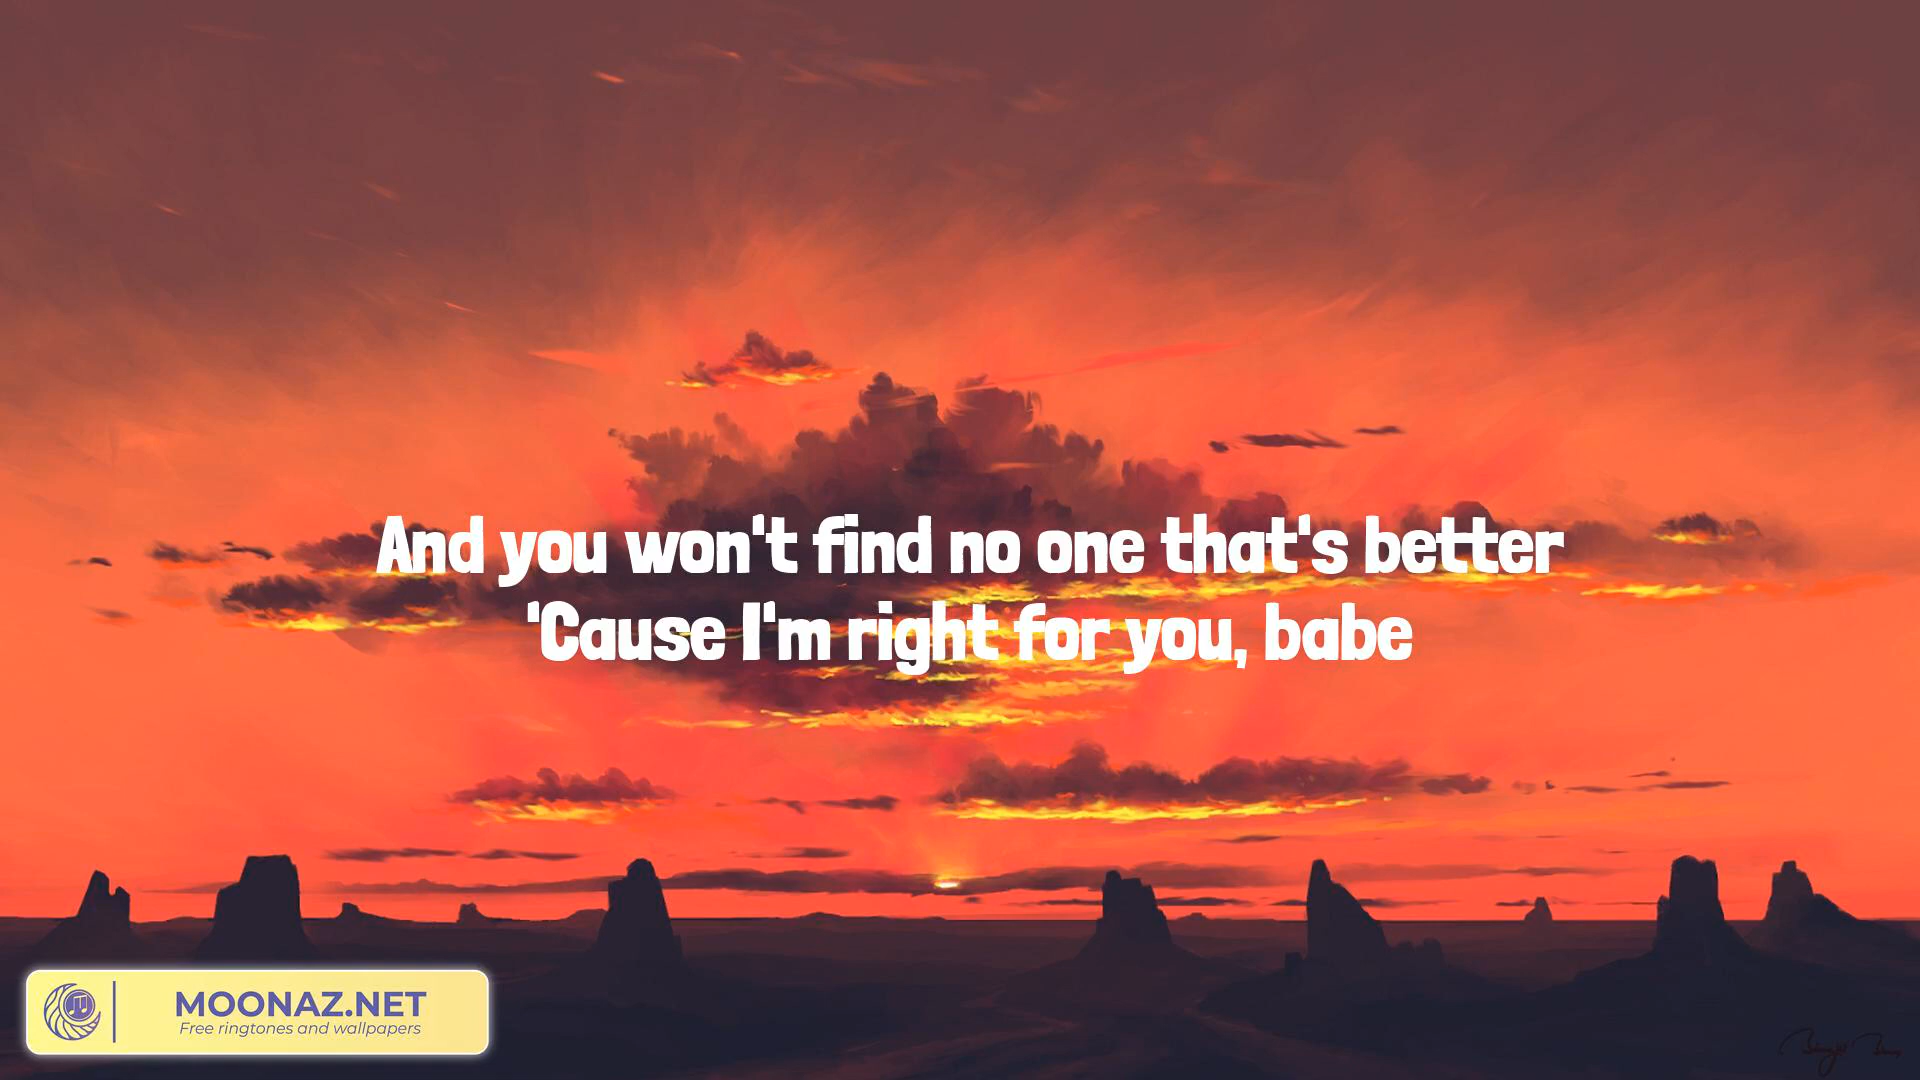 And you won't find no one that's better
'Cause I'm right for you, babe
MOONAZ.NET
Free ringtones and wallpapers